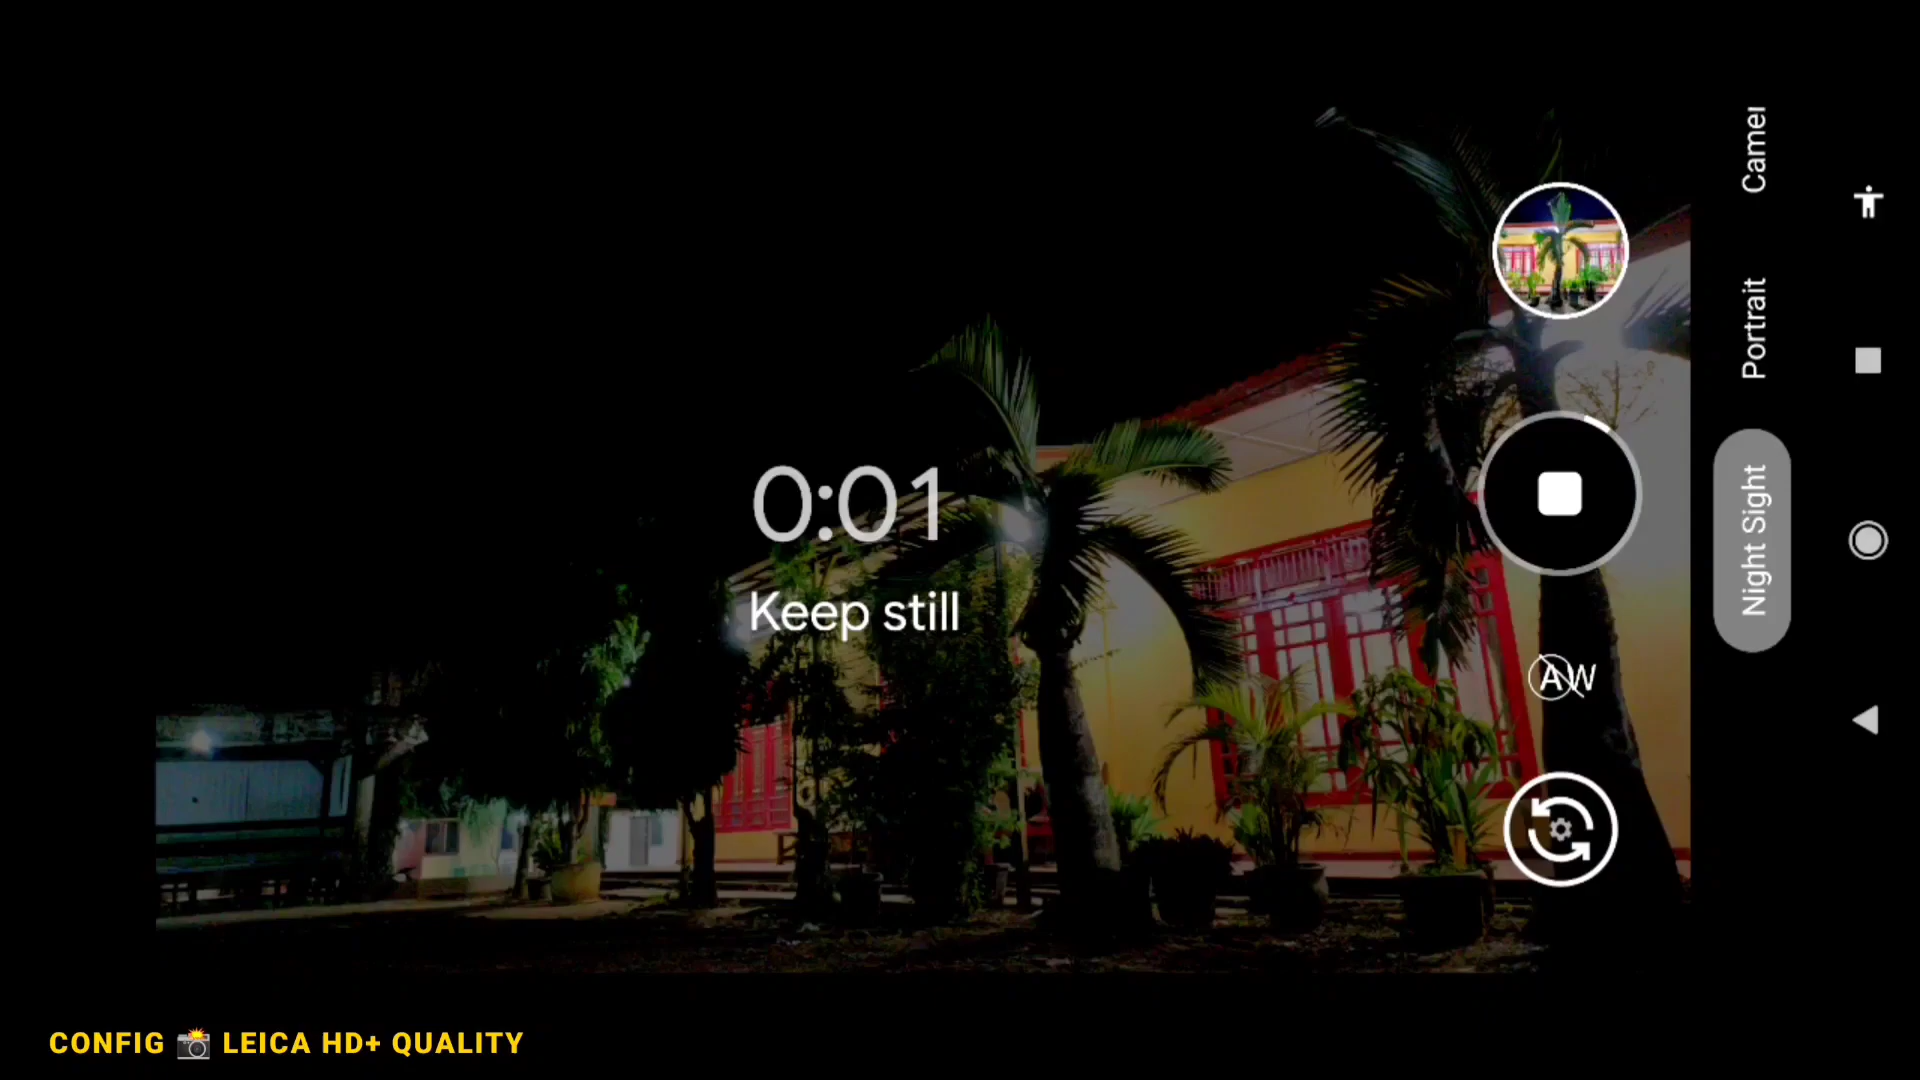 0:01
Keep still
Camer
Portrait
Night Sight
AW
CONFIG 📸 LEICA HD+ QUALITY